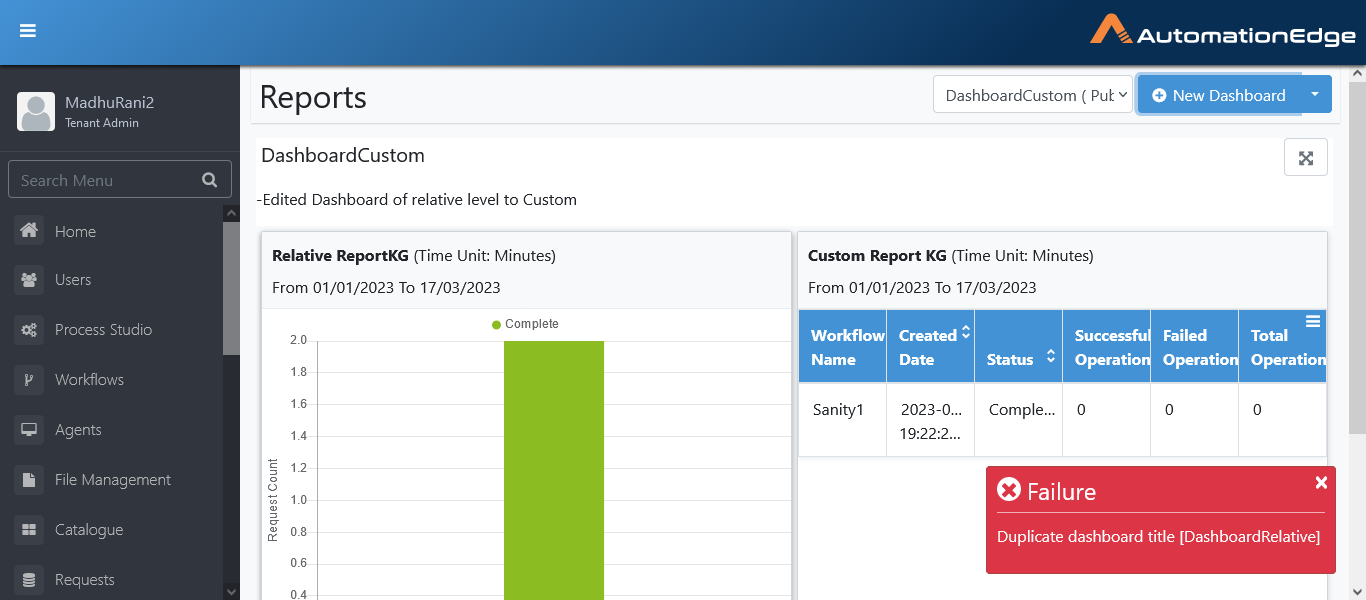 AutomationEdge
MadhuRani2
Tenant Admin
Search Menu
Home
Users
Process Studio
Workflows
Agents
File Management
Catalogue
Requests
Reports
DashboardCustom ( Pub
New Dashboard
DashboardCustom
-Edited Dashboard of relative level to Custom
Relative ReportKG (Time Unit: Minutes)
From 01/01/2023 To 17/03/2023
Complete
2.0
1.8
1.6
1.4
1.2
1.0
0.8
0.6
0.4
Request Count
Custom Report KG (Time Unit: Minutes)
From 01/01/2023 To 17/03/2023
Workflow Name
Created Date
Status
Successful Operation
Failed Operation
Total Operation
Sanity1
2023-0...
19:22:2...
Comple...
0
0
0
Failure
Duplicate dashboard title [DashboardRelative]